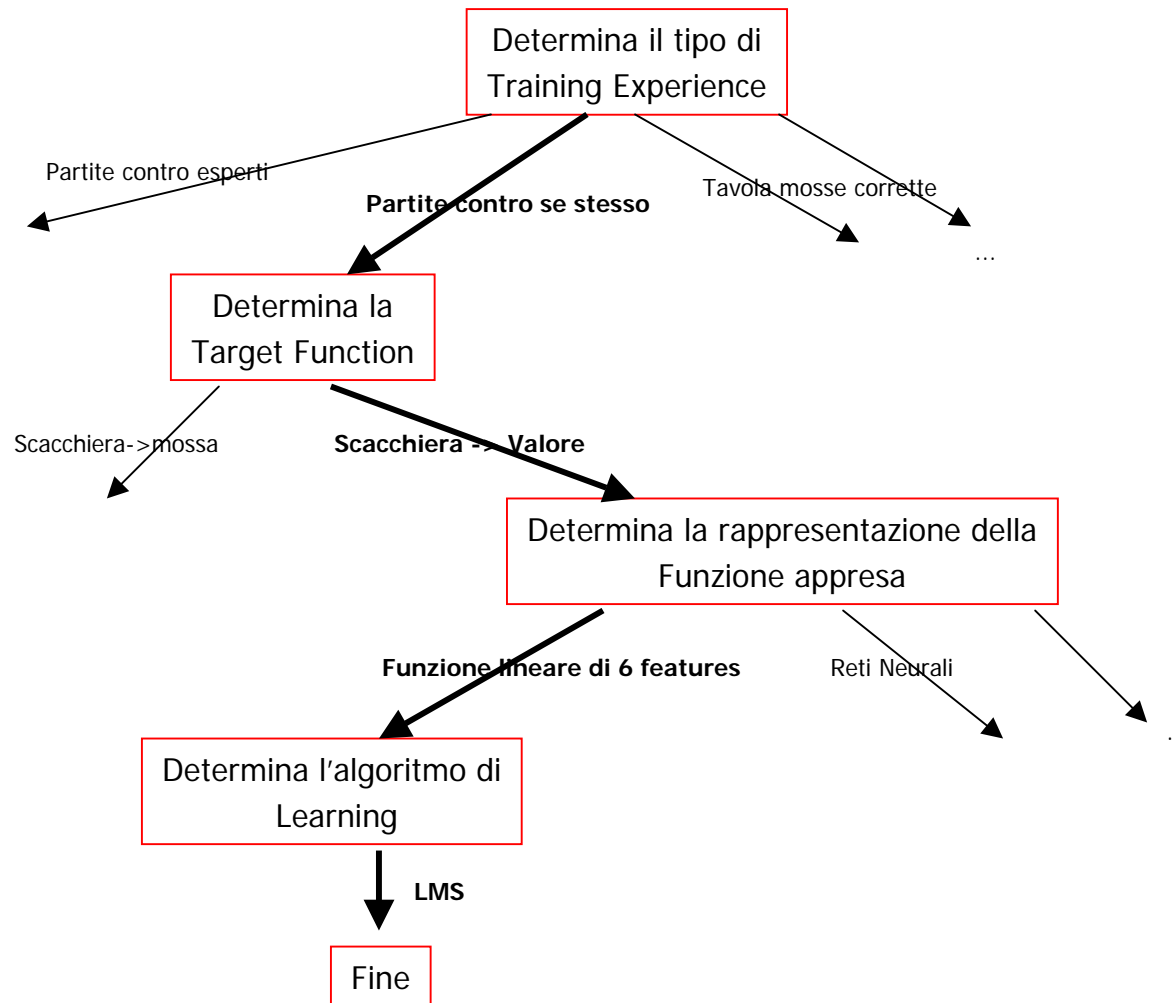 Determina il tipo di
Training Experience
Partite contro esperti
Tavola mosse corrette
Partite contro se stesso
...
Determina la
Target Function
Scacchiera->mossa
Scacchiera -> Valore
Determina la rappresentazione della
Funzione appresa
Funzione lineare di 6 features
Reti Neurali
.
Determina l'algoritmo di
Learning
LMS
Fine